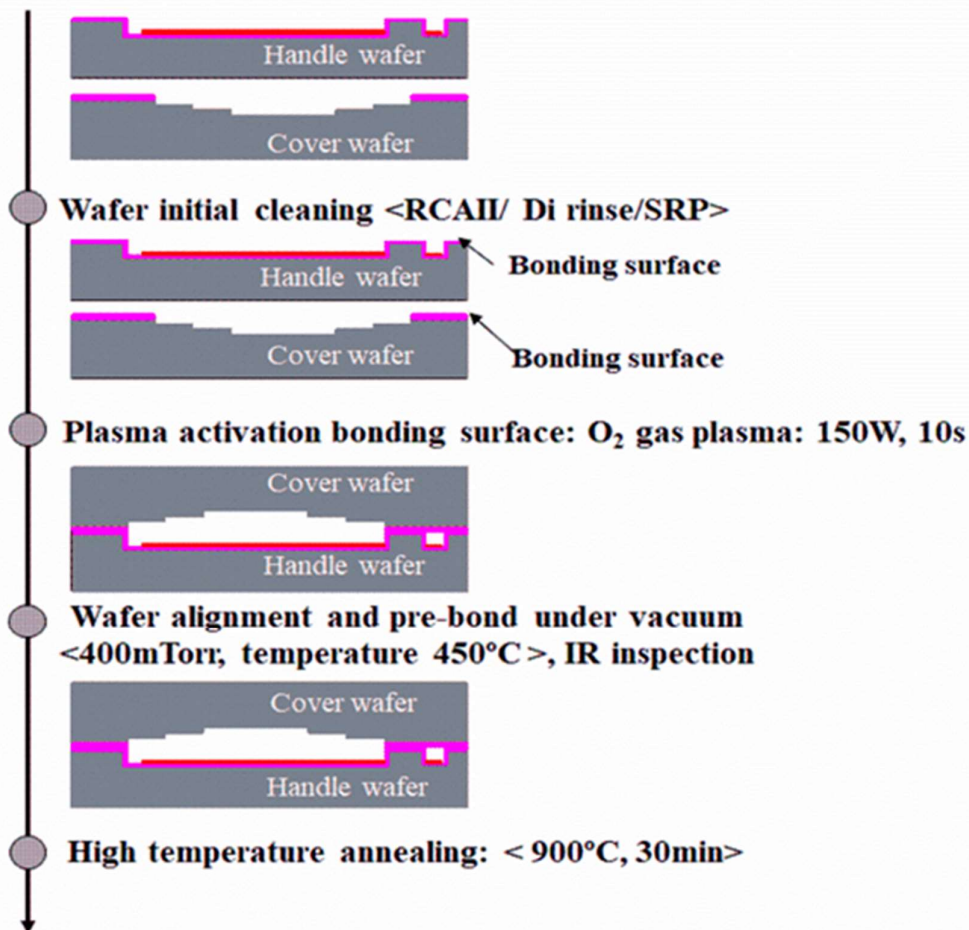 Handle wafer
Cover wafer
Wafer initial cleaning <RCAII/ Di rinse/SRP>
Handle wafer
Bonding surface
Cover wafer
Bonding surface
Plasma activation bonding surface: O₂ gas plasma: 150W, 10s
Cover wafer
Handle wafer
Wafer alignment and pre-bond under vacuum
<400mTorr, temperature 450°C>, IR inspection
Cover wafer
Handle wafer
High temperature annealing: < 900°C, 30min>